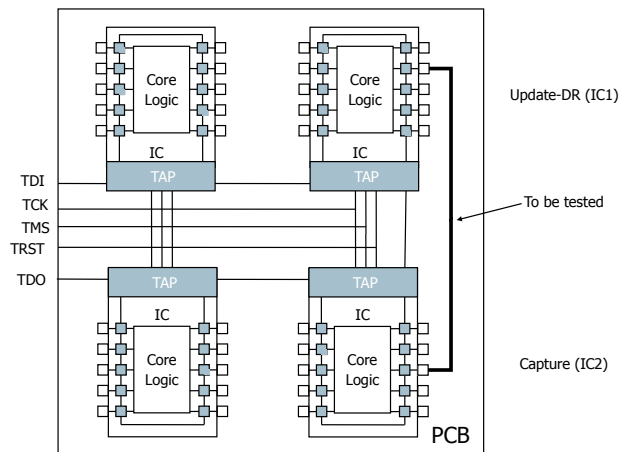 Core
Logic
IC
TAP
Core
Logic
IC
TAP
Update-DR (IC1)
TDI
TCK
TMS
TRST
TDO
To be tested
TAP
IC
Core
Logic
TAP
IC
Core
Logic
Capture (IC2)
PCB